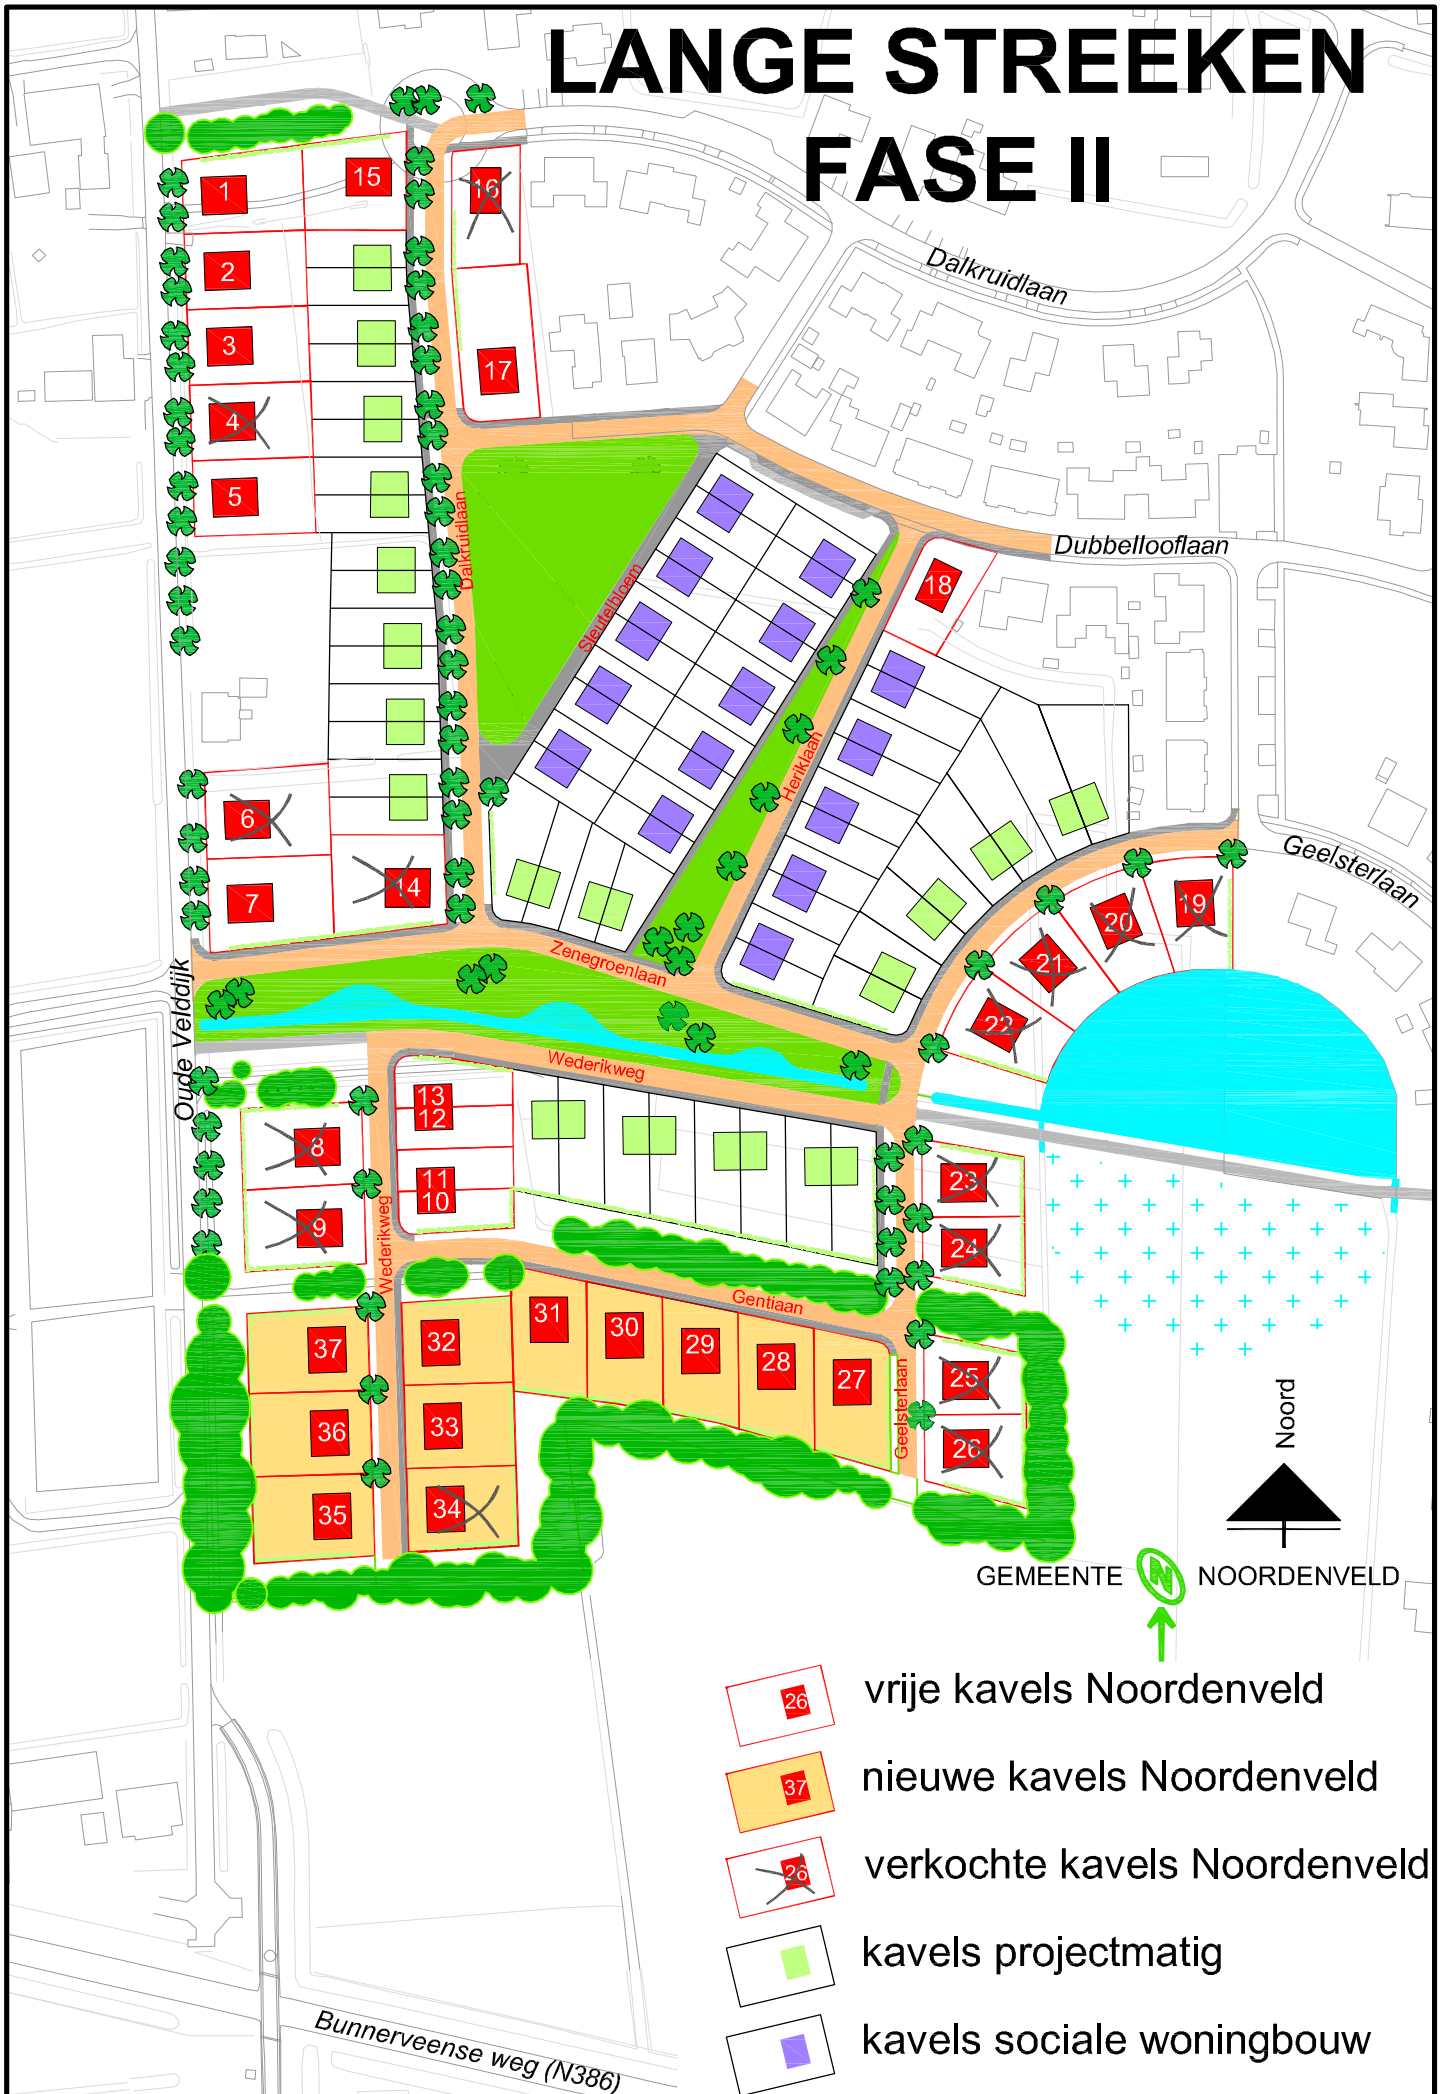 LANGE STREEKEN
FASE II
1
15
16
2
3
17
4
5
Dalkruidlaan
Dalkruidlaan
Sleutelbloem
Dubbellooflaan
18
Heriklaan
6
7
14
Geelsterlaan
19
20
21
22
Zenegroenlaan
Oude Velddijk
Wederikweg
13
12
11
10
8
9
Wederikweg
23
24
Gentiaan
31
30
29
28
27
32
33
34
37
36
35
Geelsterlaan
25
26
Noord
GEMEENTE N NOORDENVELD
26 vrije kavels Noordenveld
37 nieuwe kavels Noordenveld
26 verkochte kavels Noordenveld
kavels projectmatig
kavels sociale woningbouw
Bunnerveense weg (N386)